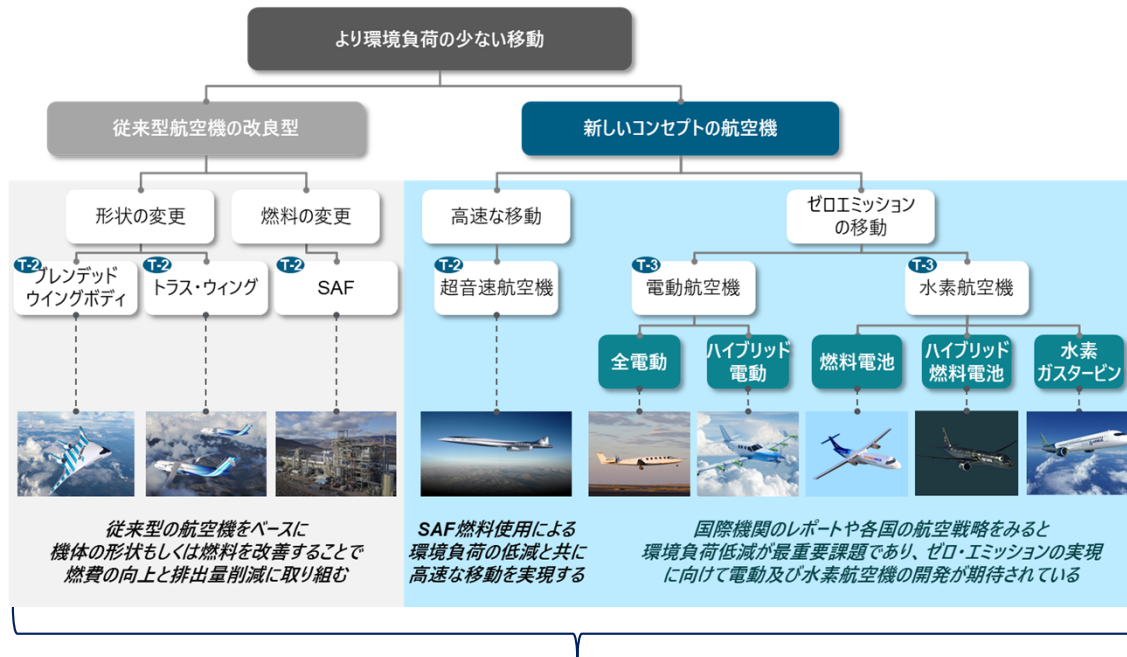 より環境負荷の少ない移動
従来型航空機の改良型
新しいコンセプトの航空機
形状の変更
燃料の変更
高速な移動
ゼロエミッション
の移動
T-2
ブレンデッド
ウイングボディ
T-2
トラス・ウィング
T-2
SAF
T-2
超音速航空機
T-3
電動航空機
T-3
水素航空機
全電動
ハイブリッド
電動
燃料電池
ハイブリッド
燃料電池
水素
ガスタービン
従来型の航空機をベースに
機体の形状もしくは燃料を改善することで
燃費の向上と排出量削減に取り組む
SAF燃料使用による
環境負荷の低減と共に
高速な移動を実現する
国際機関のレポートや各国の航空戦略をみると
環境負荷低減が最重要課題であり、ゼロ・エミッションの実現
に向けて電動及び水素航空機の開発が期待されている